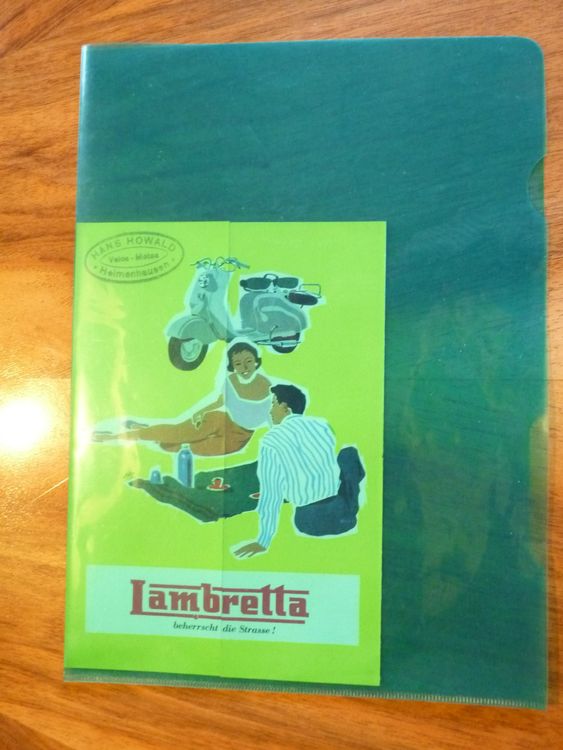 HANS HOWALD
Velos - Motos
Heimenhausen
Lambretta
beherrscht die Strasse!